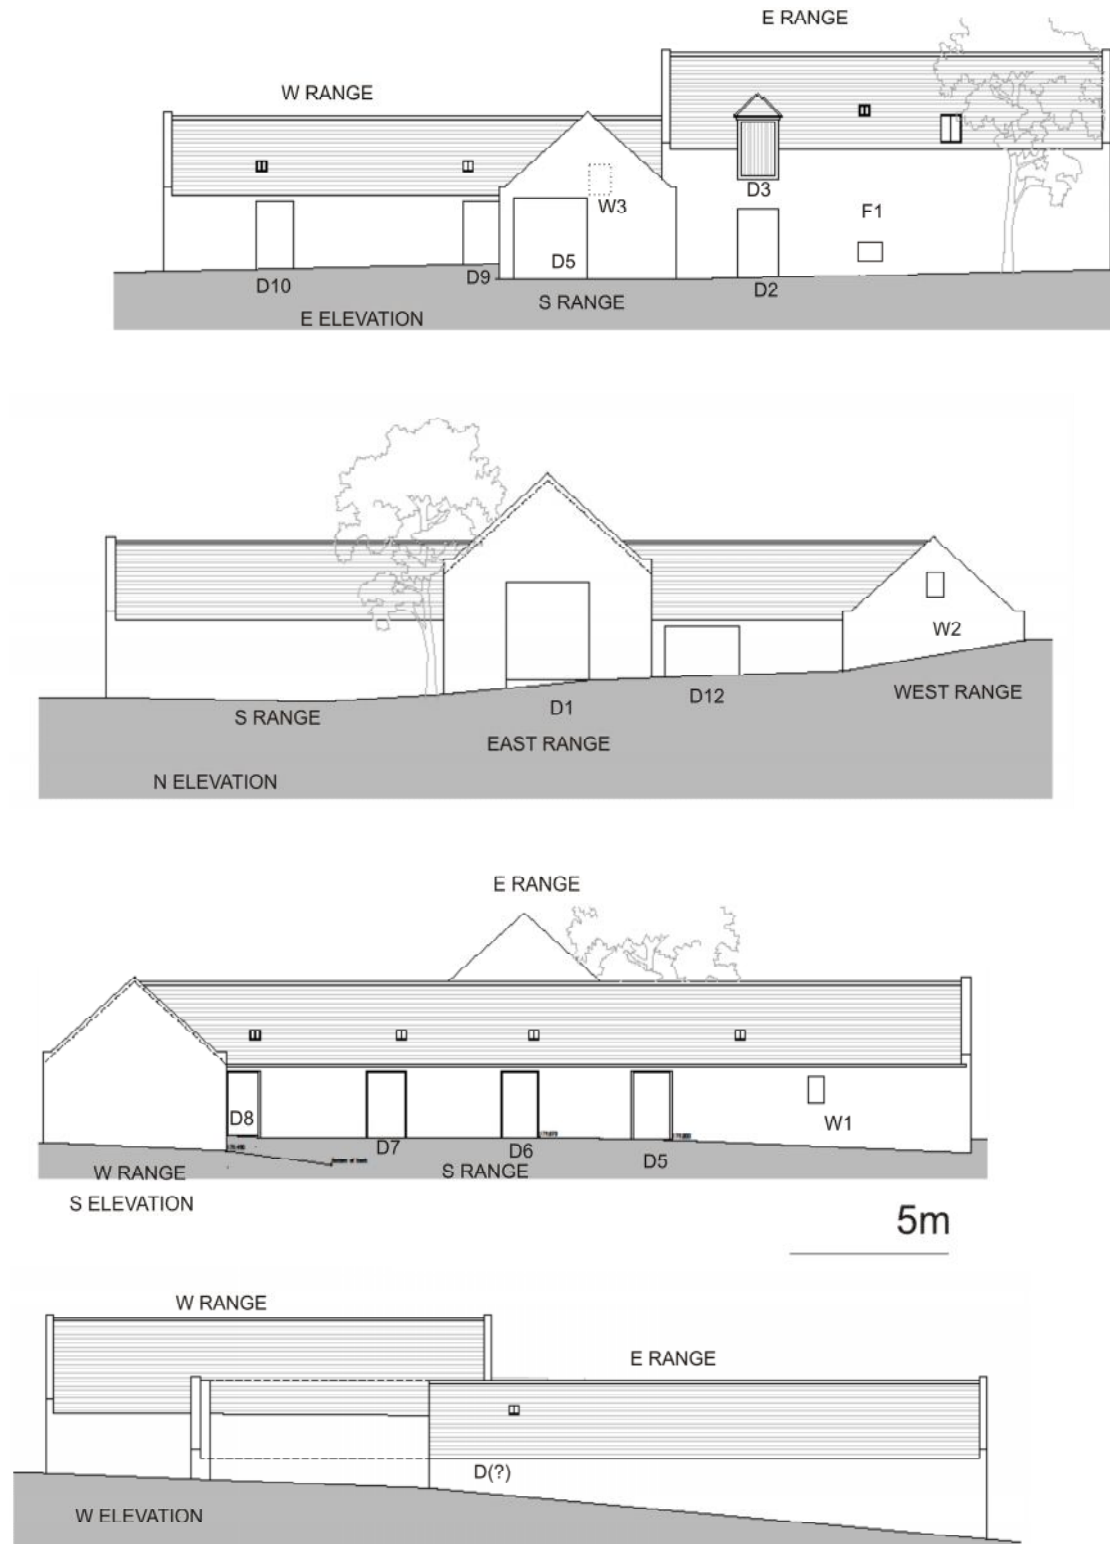 E RANGE
W RANGE
W3
D3
F1
D5
D10
D9
D2
S RANGE
E ELEVATION
W2
D1
D12
WEST RANGE
S RANGE
EAST RANGE
N ELEVATION
E RANGE
D8
W1
D7
D6
D5
W RANGE
S RANGE
S ELEVATION
5m
W RANGE
E RANGE
D(?)
W ELEVATION